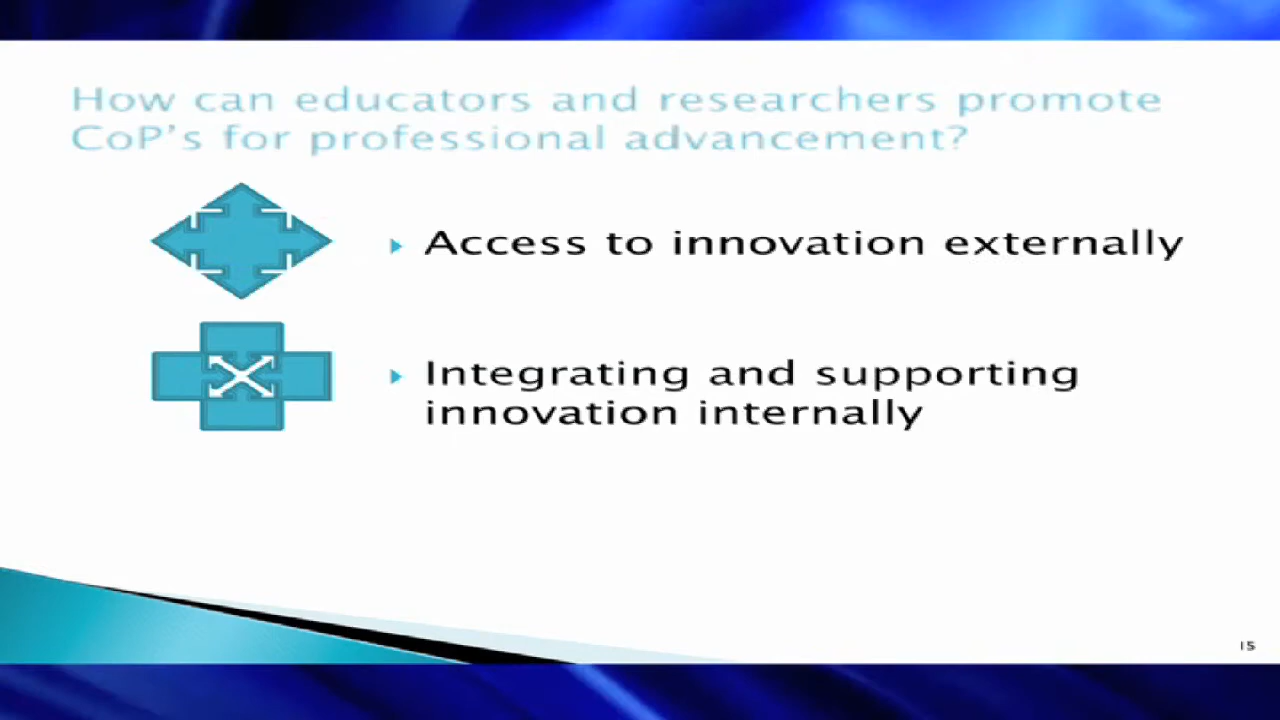 How can educators and researchers promote
CoP's for professional advancement?
Access to innovation externally
Integrating and supporting
innovation internally
15